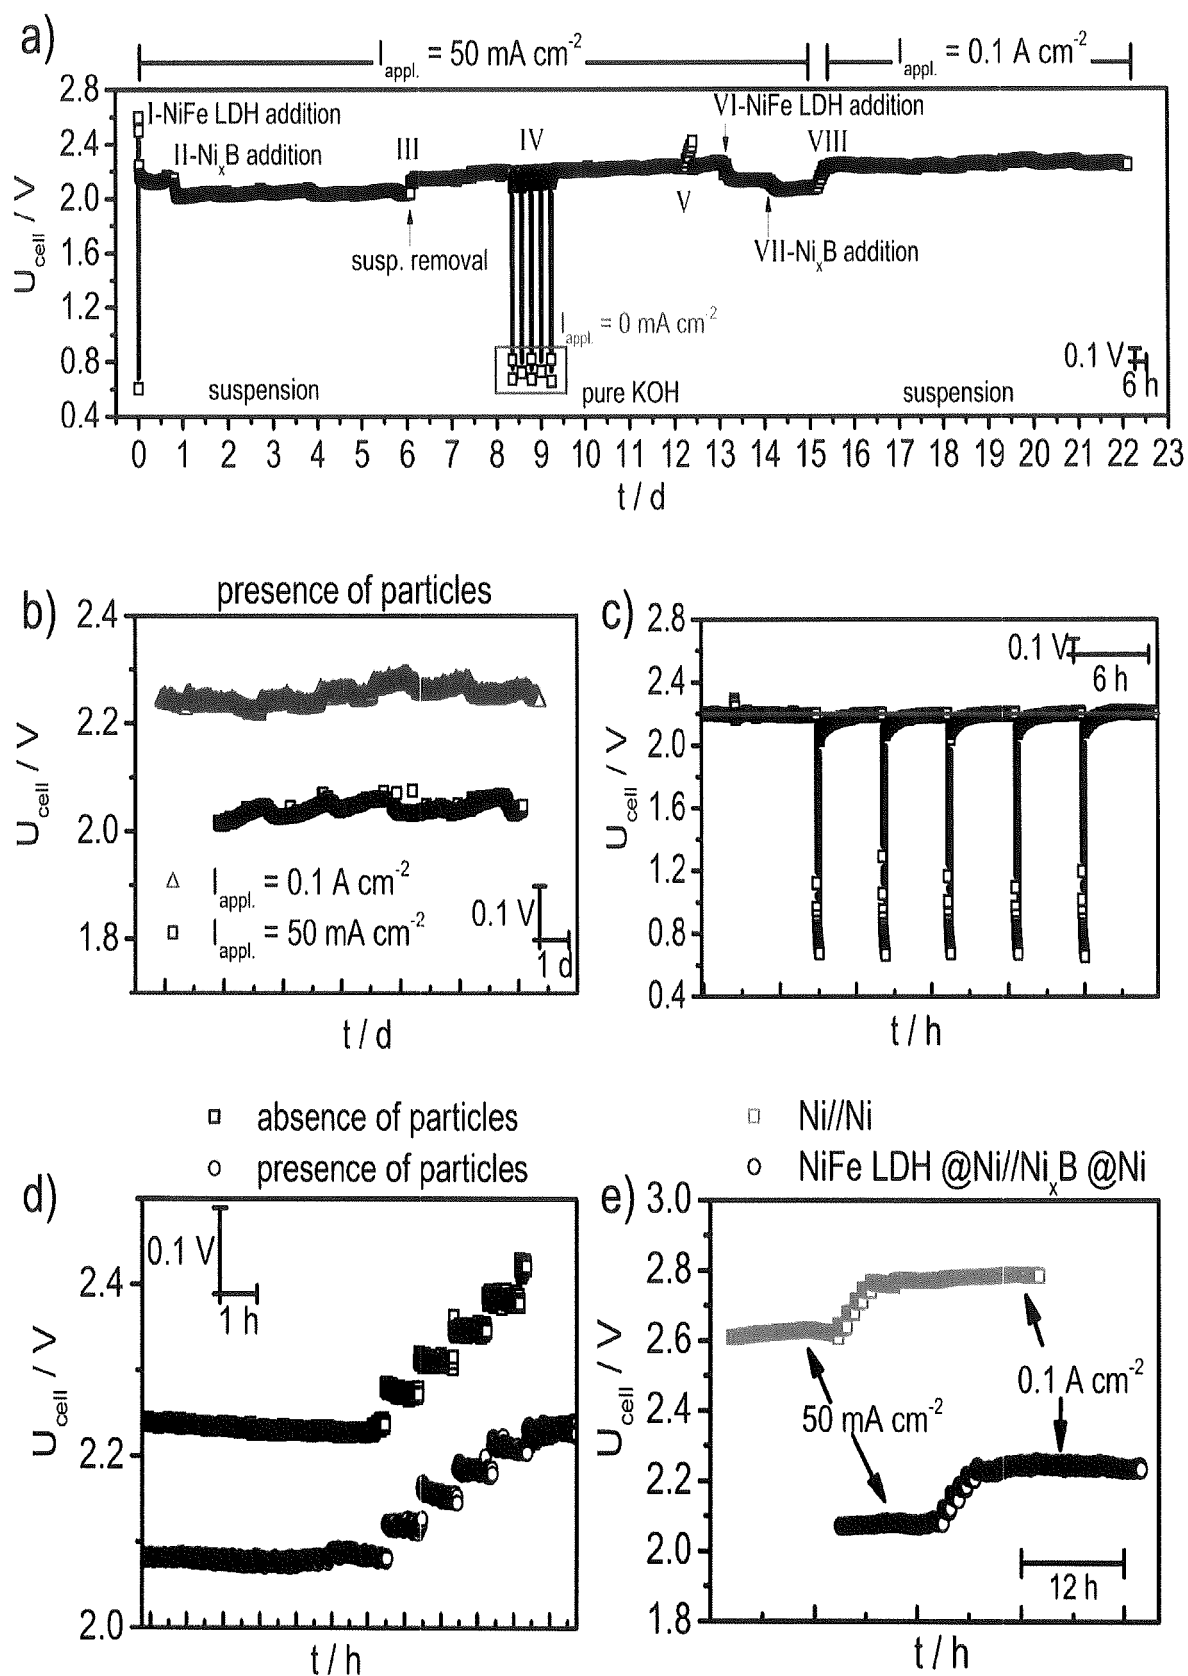 a)
I_appl. = 50 mA cm⁻²
I_appl. = 0.1 A cm⁻²
2.8
2.4
2.0
1.6
1.2
0.8
0.4
U_cell / V
I-NiFe LDH addition
II-Ni_xB addition
III
IV
V
VI-NiFe LDH addition
VIII
susp. removal
VII-Ni_xB addition
I_appl. = 0 mA cm⁻²
0.1 V
6 h
suspension
pure KOH
suspension
0 1 2 3 4 5 6 7 8 9 10 11 12 13 14 15 16 17 18 19 20 21 22 23
t / d
b)
presence of particles
2.4
2.2
2.0
1.8
U_cell / V
I_appl. = 0.1 A cm⁻²
I_appl. = 50 mA cm⁻²
0.1 V
1 d
t / d
c)
2.8
2.4
2.0
1.6
1.2
0.8
0.4
U_cell / V
0.1 V
6 h
t / h
absence of particles
presence of particles
d)
0.1 V
1 h
2.4
2.2
2.0
U_cell / V
t / h
Ni//Ni
NiFe LDH @Ni//Ni_xB @Ni
e)
3.0
2.8
2.6
2.4
2.2
2.0
1.8
U_cell / V
50 mA cm⁻²
0.1 A cm⁻²
12 h
t / h